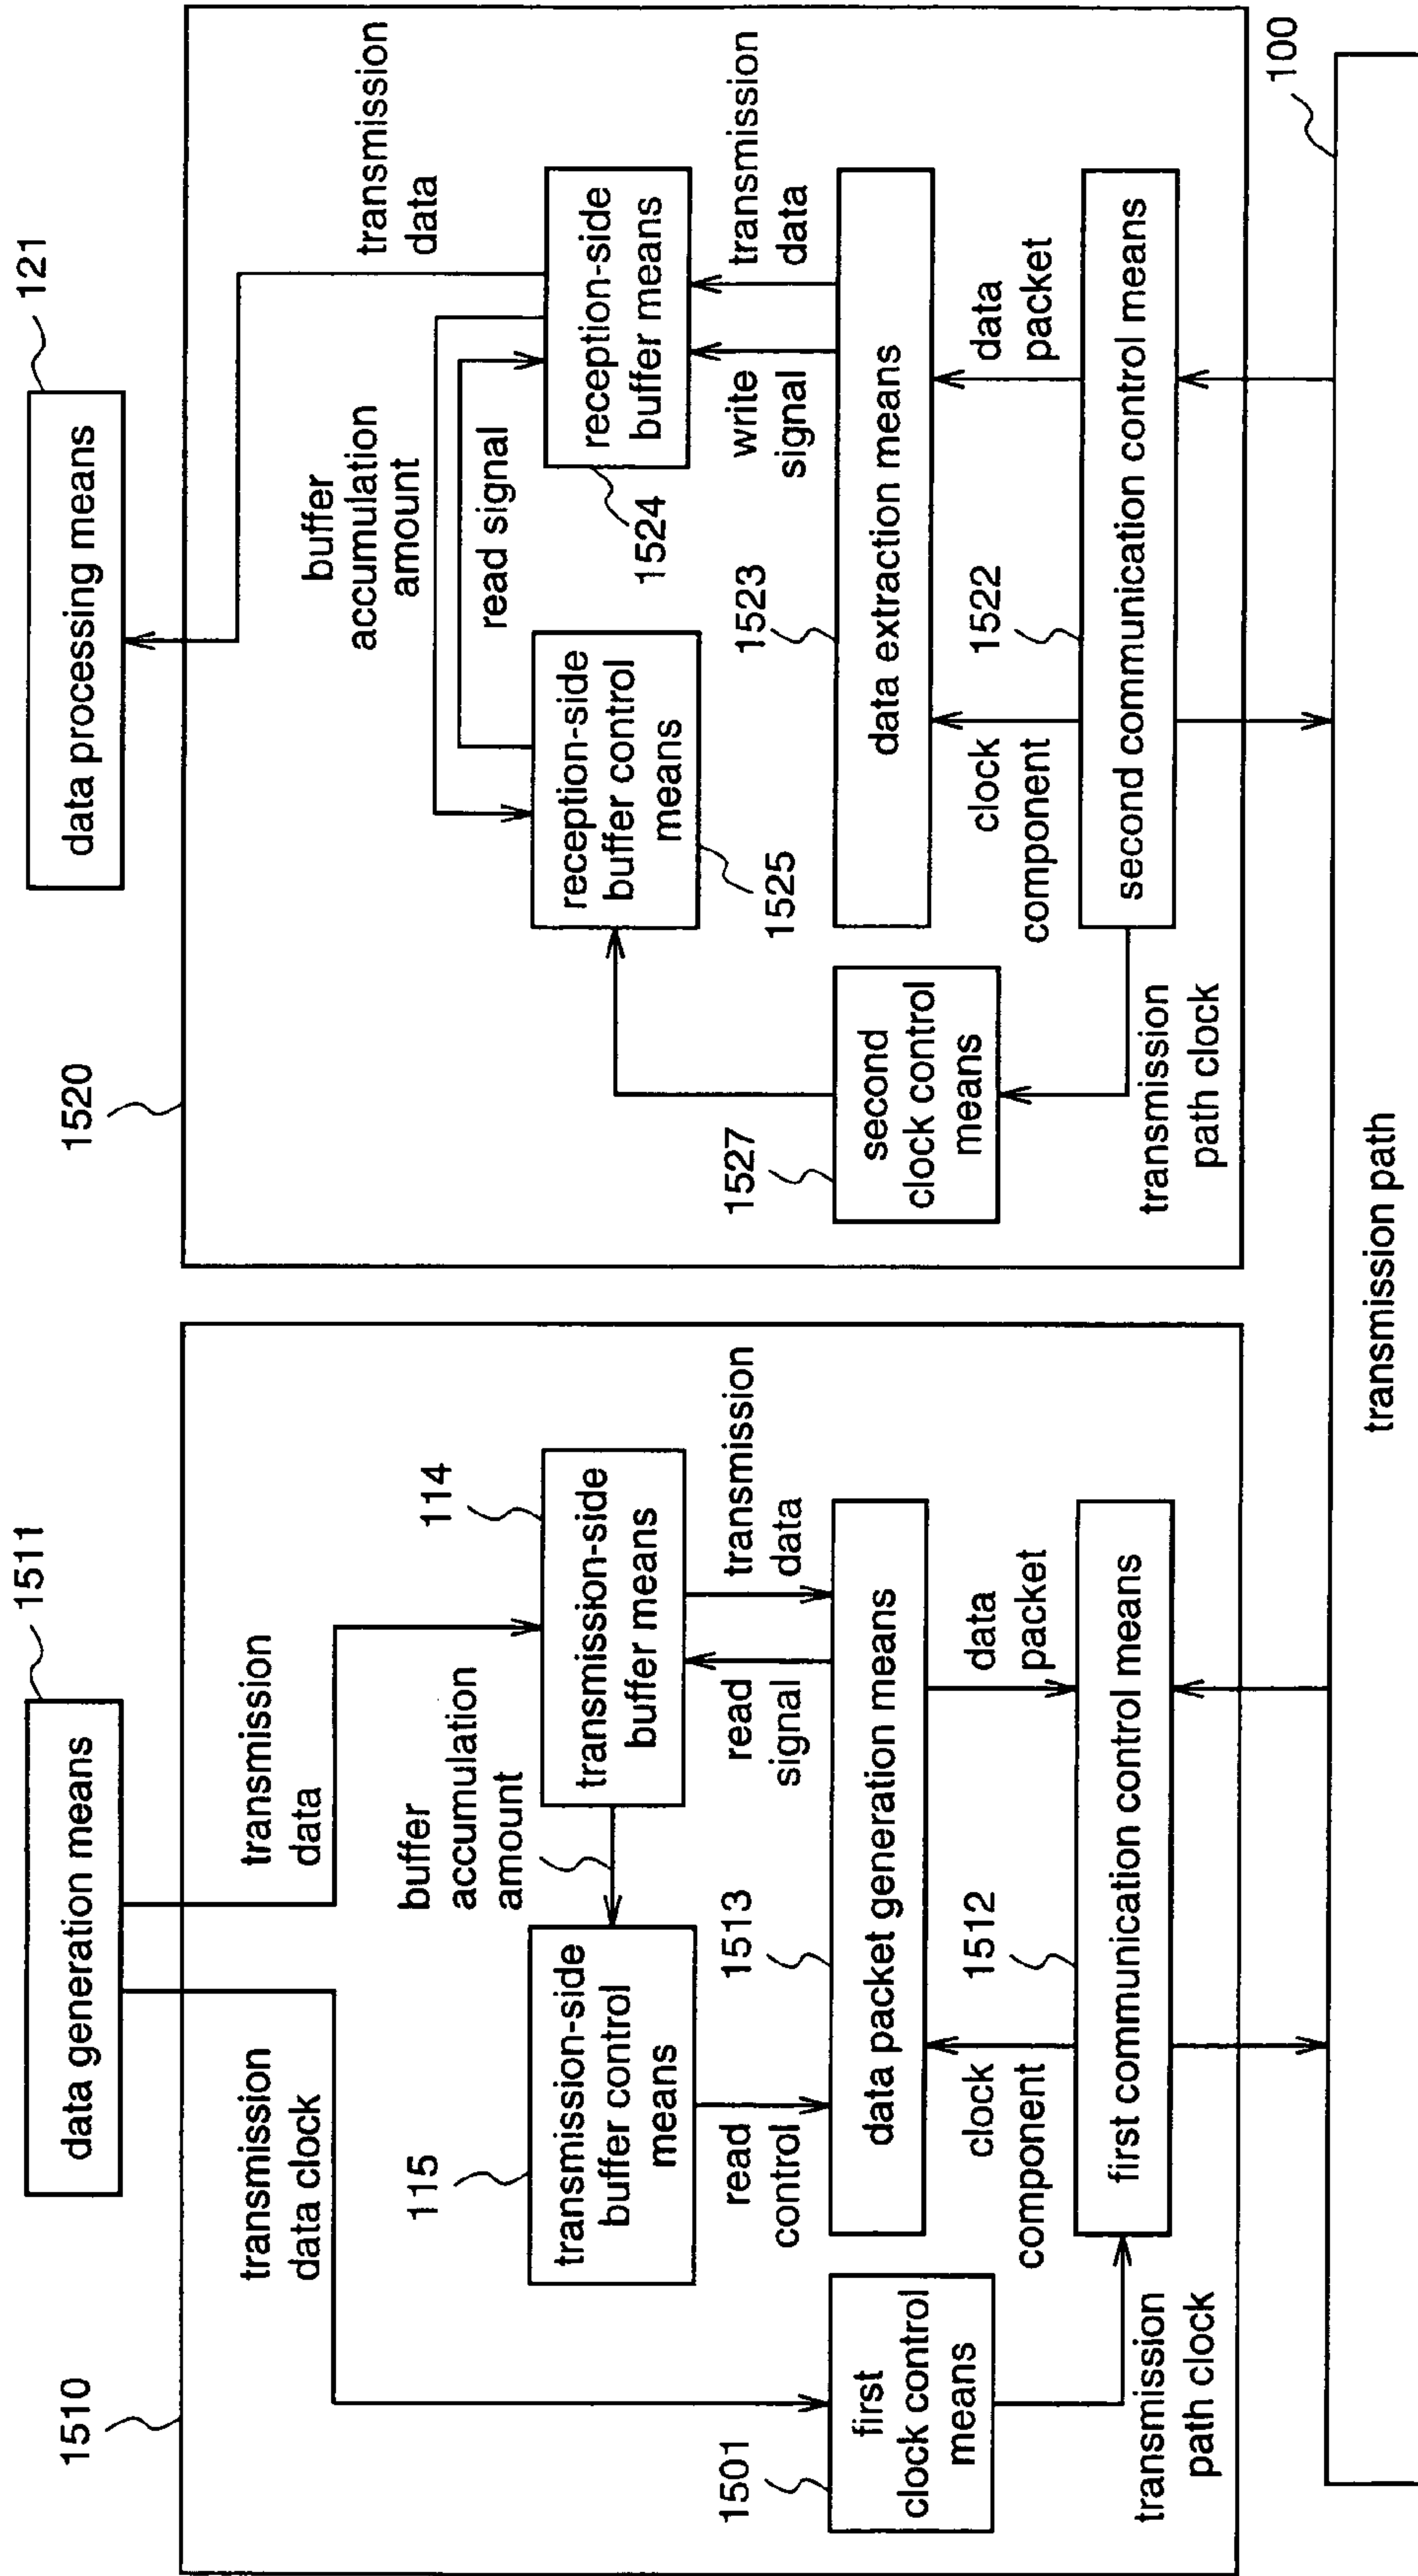 1510
data generation means
1511
transmission
data clock
transmission
data
buffer
accumulation
amount
114
transmission-side
buffer means
115
transmission-side
buffer control
means
read
control
read
signal
transmission
data
1501
first
clock control
means
1513
data packet generation means
clock
component
data
packet
1512
first communication control means
transmission
path clock
1520
data processing means
121
transmission
data
buffer
accumulation
amount
read signal
reception-side
buffer means
1524
reception-side
buffer control
means
1525
write
signal
transmission
data
1527
second
clock control
means
1523
data extraction means
clock
component
data
packet
1522
second communication control means
transmission
path clock
100
transmission path